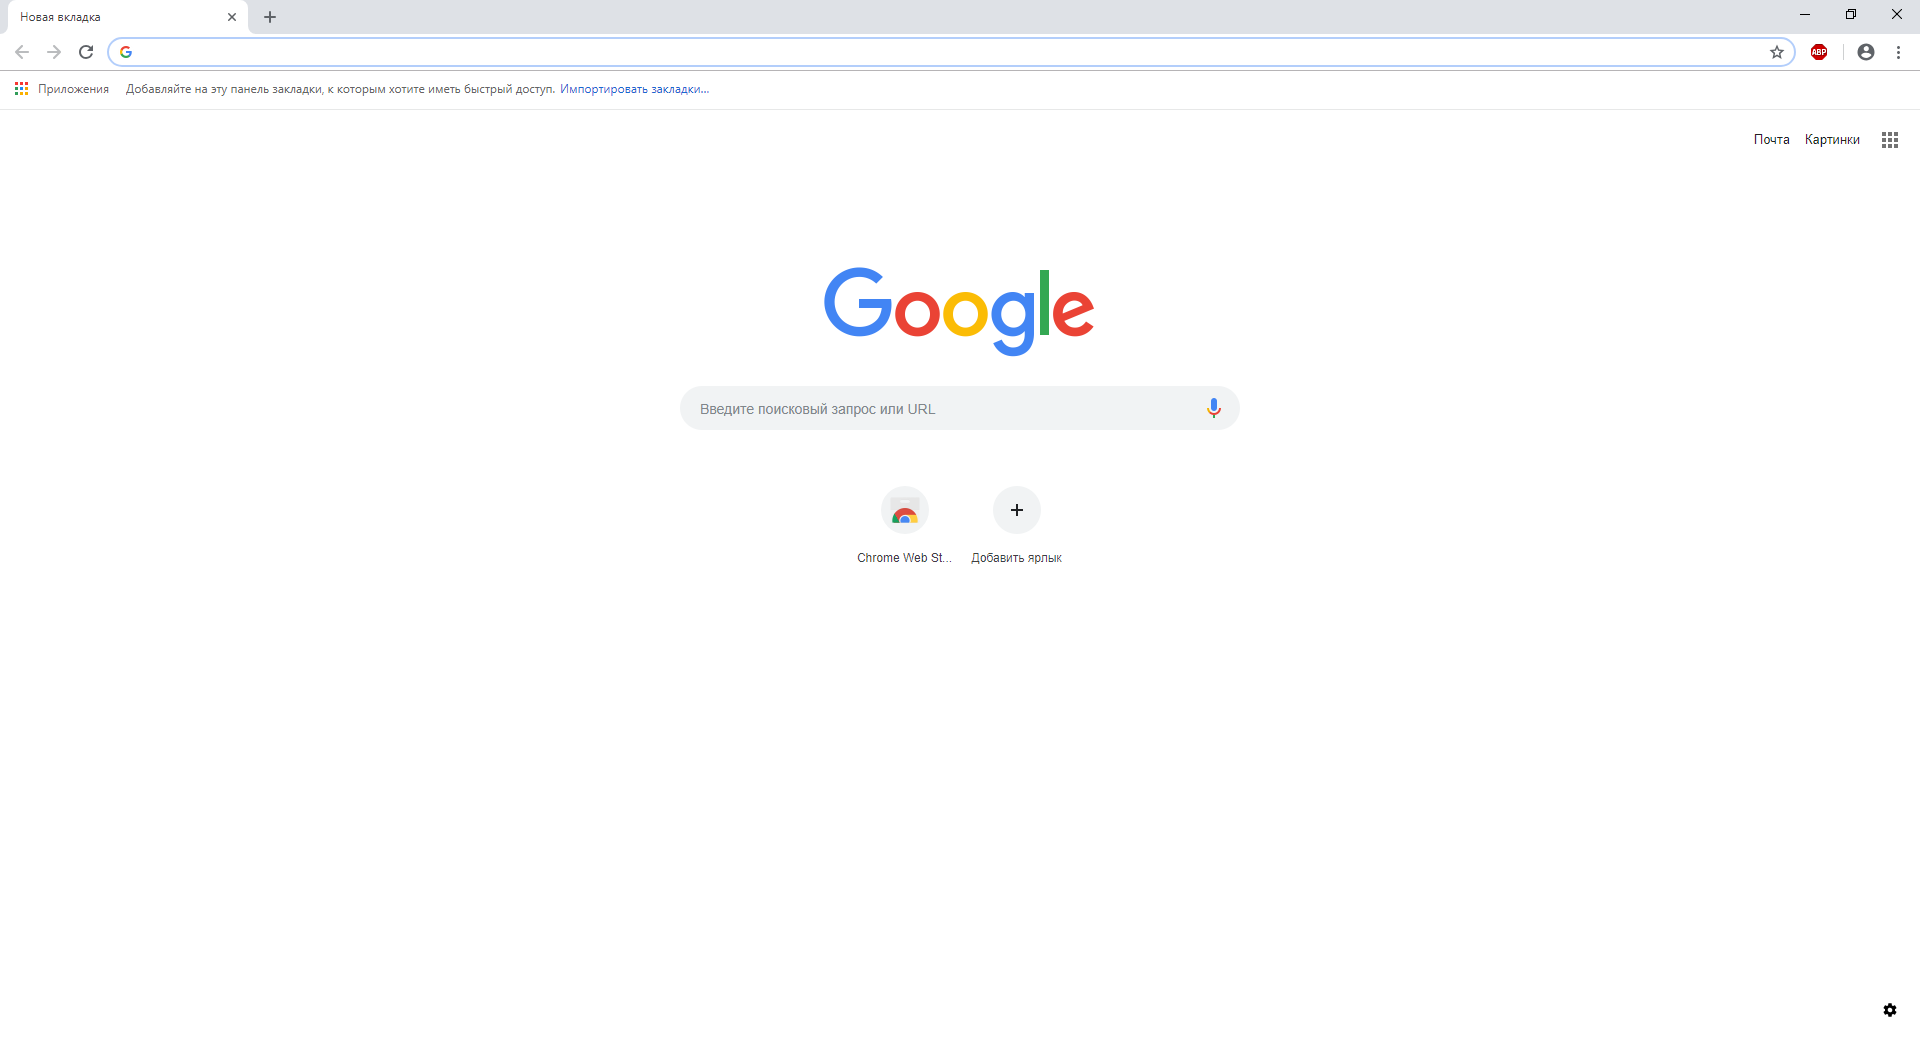 Новая вкладка
Приложения Добавляйте на эту панель закладки, к которым хотите иметь быстрый доступ. Импортировать закладки...
ABP
Почта Картинки
Google
Введите поисковый запрос или URL
Chrome Web St... Добавить ярлык